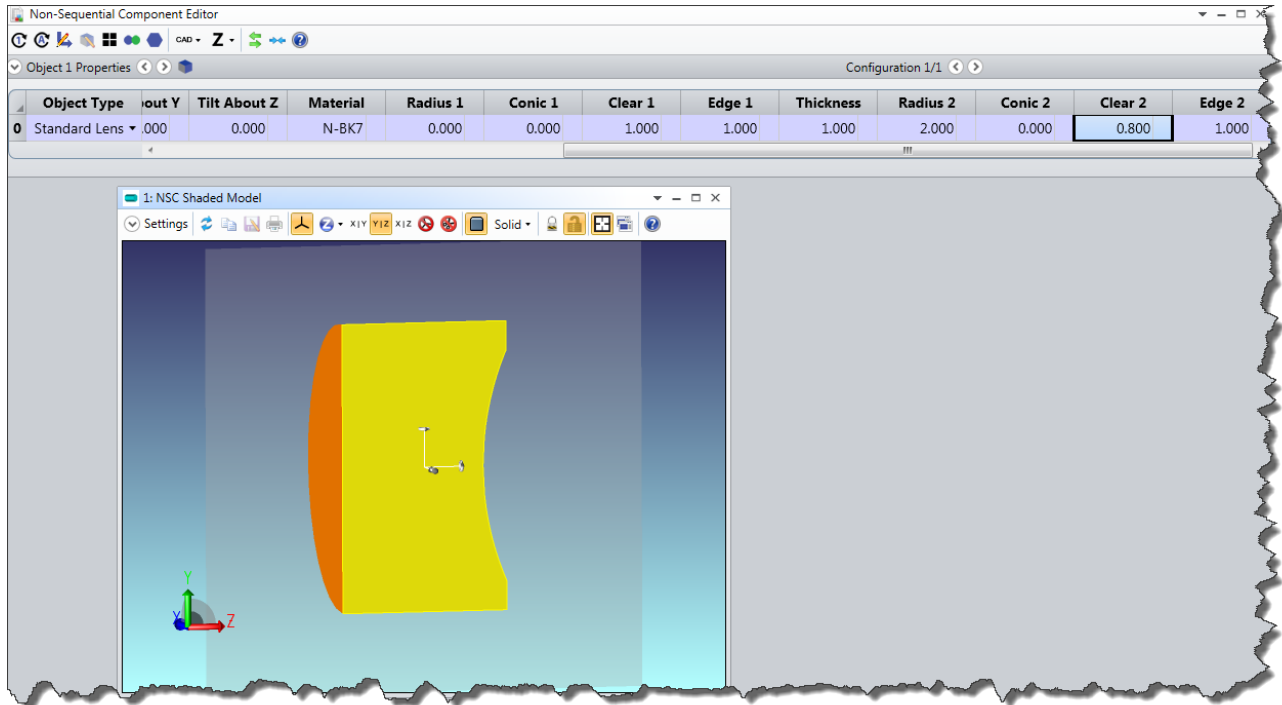 Non-Sequential Component Editor
CAD Z
Object 1 Properties Configuration 1/1
Object Type bout Y Tilt About Z Material Radius 1 Conic 1 Clear 1 Edge 1 Thickness Radius 2 Conic 2 Clear 2 Edge 2
0 Standard Lens .000 0.000 N-BK7 0.000 0.000 1.000 1.000 1.000 2.000 0.000 0.800 1.000
1: NSC Shaded Model
Settings Z X|Y Y|Z X|Z Solid
Y
Z